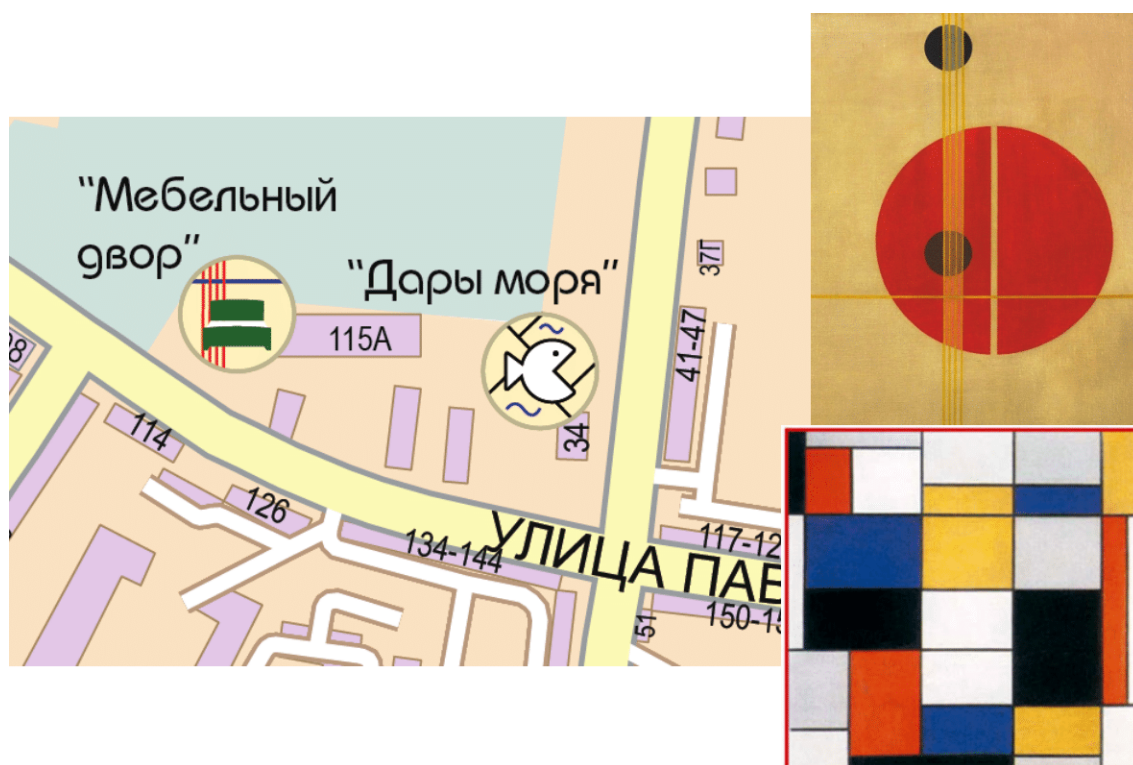 "Мебельный
двор"
"Дары моря"
37Г
115А
41-47
34
114
126
134-144
УЛИЦА ПАВ
117-12
150-15
51